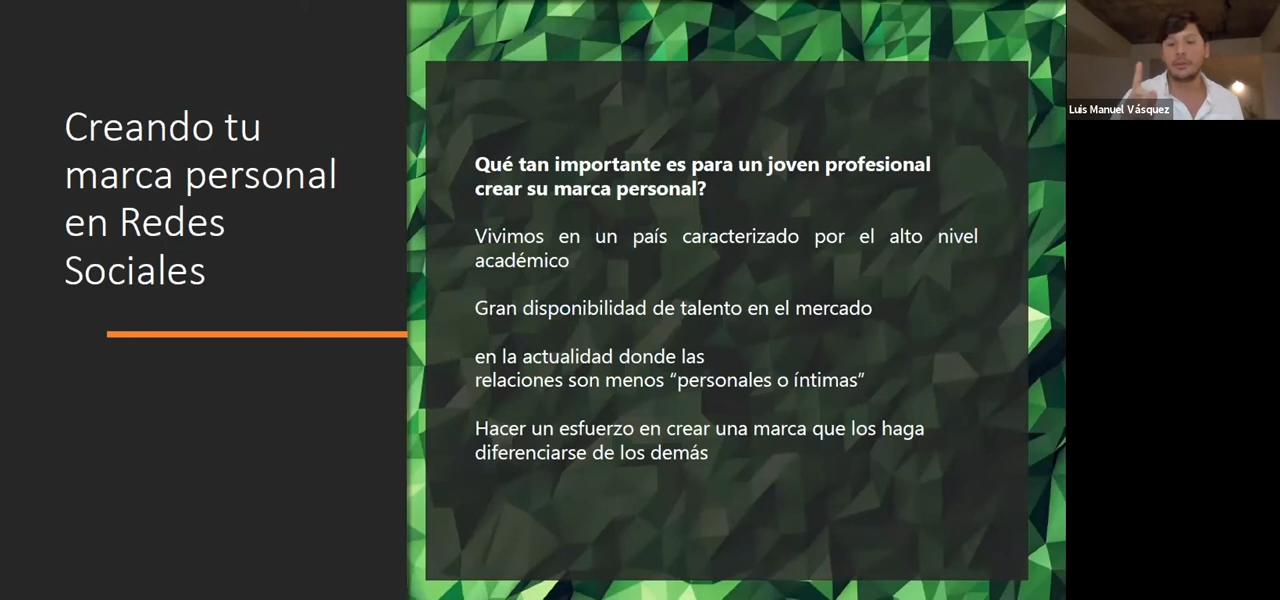 Creando tu
marca personal
en Redes
Sociales
Qué tan importante es para un joven profesional
crear su marca personal?
Vivimos en un país caracterizado por el alto nivel
académico
Gran disponibilidad de talento en el mercado
en la actualidad donde las
relaciones son menos “personales o íntimas”
Hacer un esfuerzo en crear una marca que los haga
diferenciarse de los demás
Luis Manuel Vásquez